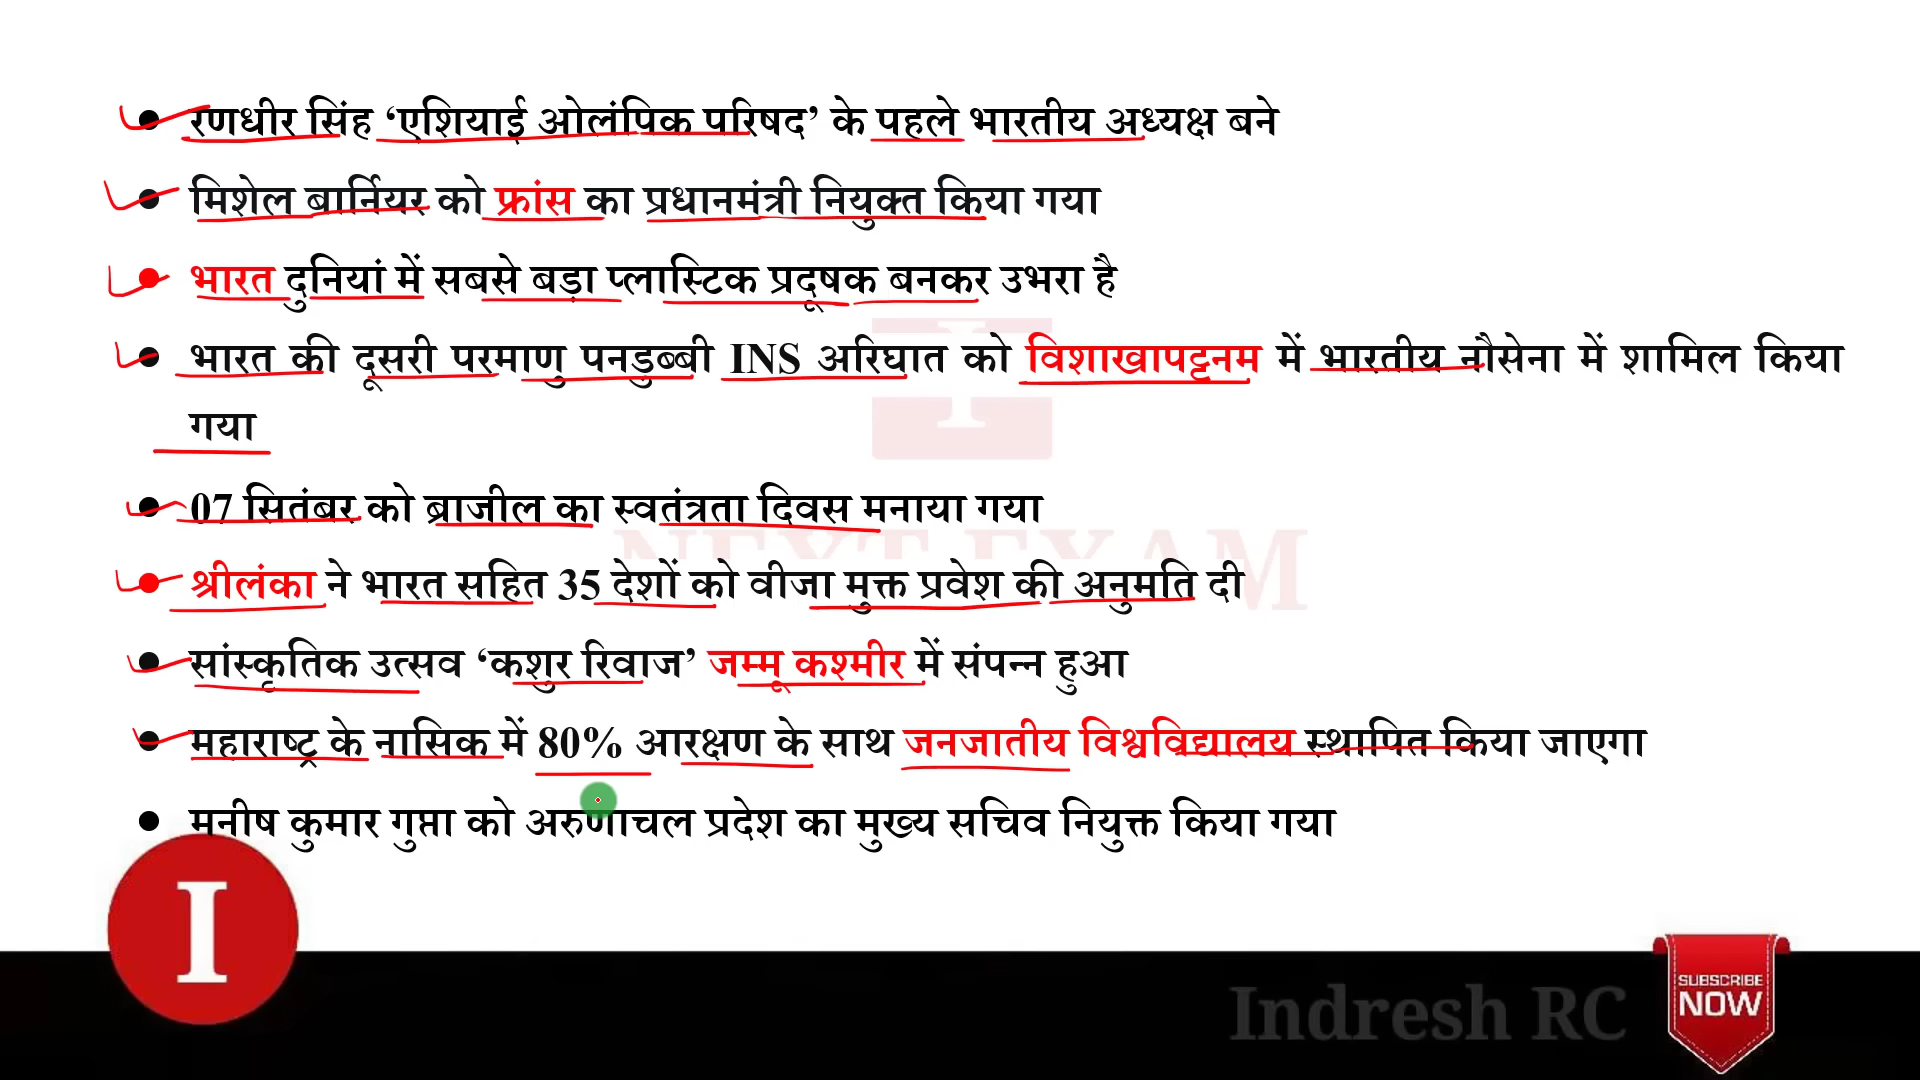 • रणधीर सिंह ‘एशियाई ओलंपिक परिषद’ के पहले भारतीय अध्यक्ष बने
• मिशेल बार्नियर को फ्रांस का प्रधानमंत्री नियुक्त किया गया
• भारत दुनियां में सबसे बड़ा प्लास्टिक प्रदूषक बनकर उभरा है
• भारत की दूसरी परमाणु पनडुब्बी INS अरिघात को विशाखापट्टनम में भारतीय नौसेना में शामिल किया
गया
• 07 सितंबर को ब्राजील का स्वतंत्रता दिवस मनाया गया
• श्रीलंका ने भारत सहित 35 देशों को वीजा मुक्त प्रवेश की अनुमति दी
• सांस्कृतिक उत्सव ‘कशुर रिवाज’ जम्मू कश्मीर में संपन्न हुआ
• महाराष्ट्र के नासिक में 80% आरक्षण के साथ जनजातीय विश्वविद्यालय स्थापित किया जाएगा
• मनीष कुमार गुप्ता को अरुणाचल प्रदेश का मुख्य सचिव नियुक्त किया गया
I
NEXT EXAM
I
Indresh RC
SUBSCRIBE
NOW